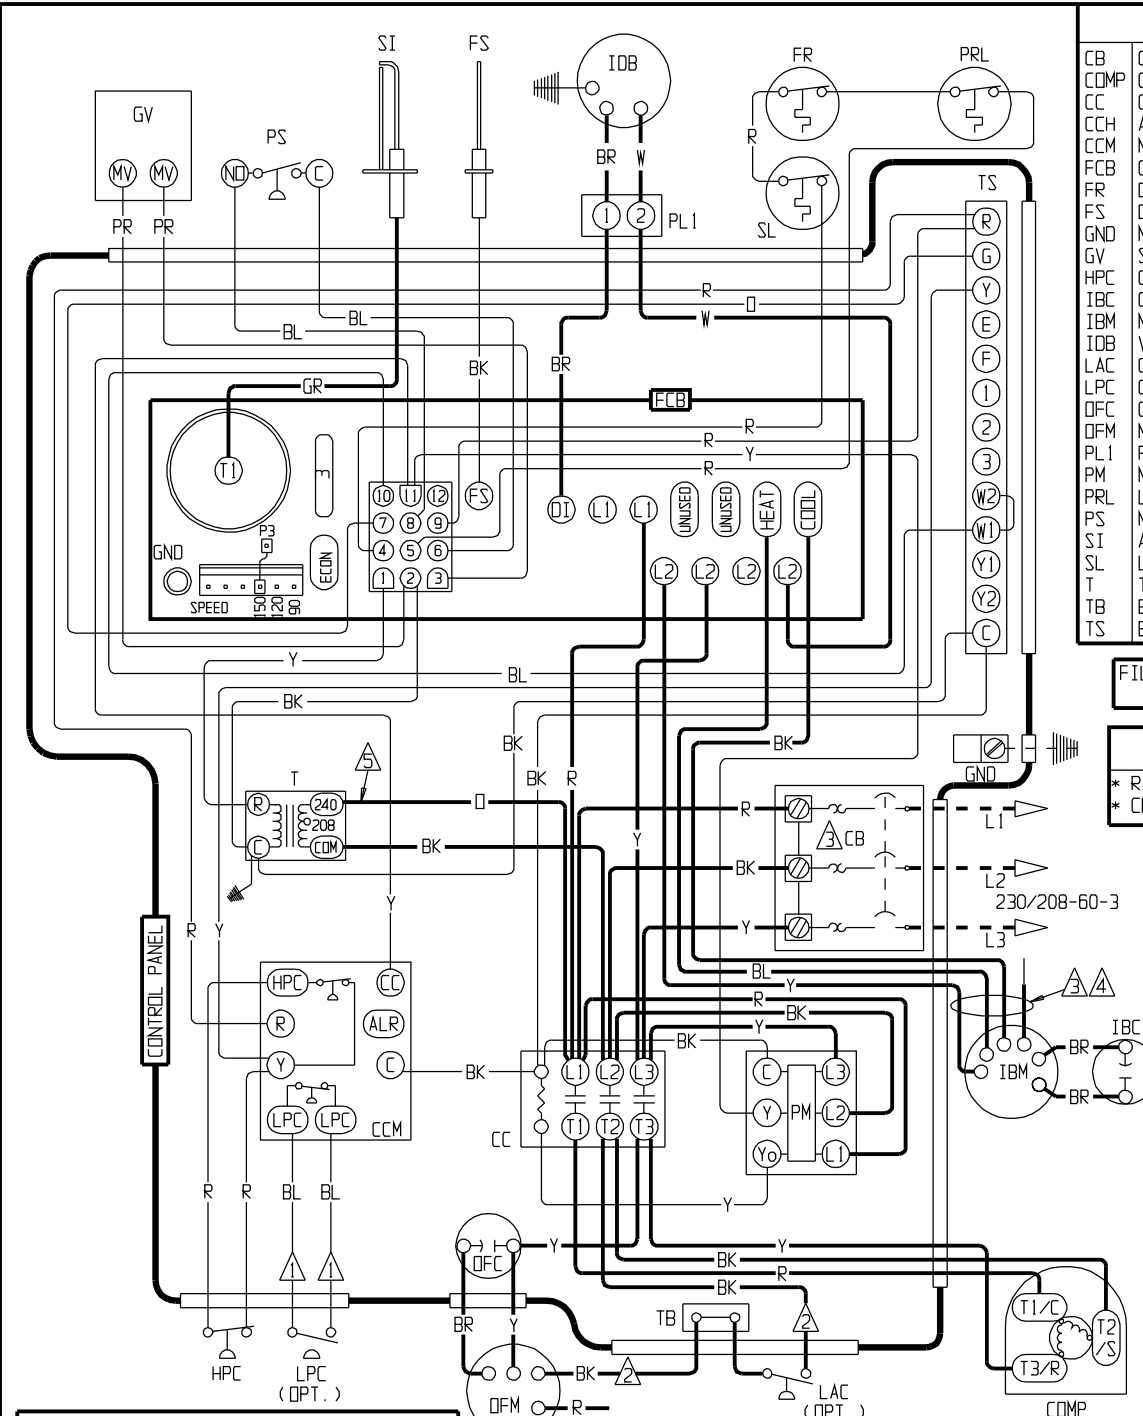 SI
FS
IDB
FR
PRL
GV
PS
MV
MV
NO
C
PR
PR
BR
W
R
1
2
PL1
SL
TS
CB
COMP
CC
CCH
CCM
FCB
FR
FS
GND
GV
HPC
IBC
IBM
IDB
LAC
LPC
OFC
OFM
PL1
PM
PRL
PS
SI
SL
T
TB
TS
R
G
Y
E
F
1
2
3
W2
W1
Y1
Y2
C
R
O
W
BL
BL
BR
BK
GR
FCB
R
R
Y
R
T1
3
10
11
12
7
8
9
4
5
6
1
2
3
FS
OI
L1
L1
UNUSED
UNUSED
HEAT
COOL
L2
L2
L2
L2
P3
GND
ECON
SPEED
150
120
90
Y
BL
BK
BK
BK
BK
R
Y
5
T
R
240
208
C
COM
O
BK
GND
FIL
* R
* C
R
BK
Y
3
CB
L1
L2
230/208-60-3
L3
R
Y
Y
CONTROL PANEL
HPC
CC
R
ALR
Y
C
LPC
LPC
CCM
BK
BK
BL
Y
R
BK
Y
3
4
IBC
IBM
BR
BR
L1
L2
L3
T1
T2
T3
CC
C
L3
Y
PM
L2
Yo
L1
Y
R
R
BL
BL
1
1
OFC
Y
Y
BK
R
BK
BR
Y
TB
2
2
BK
HPC
LPC
(OPT.)
OFM
R
LAC
(OPT.)
T1/C
T2
/S
T3/R
COMP